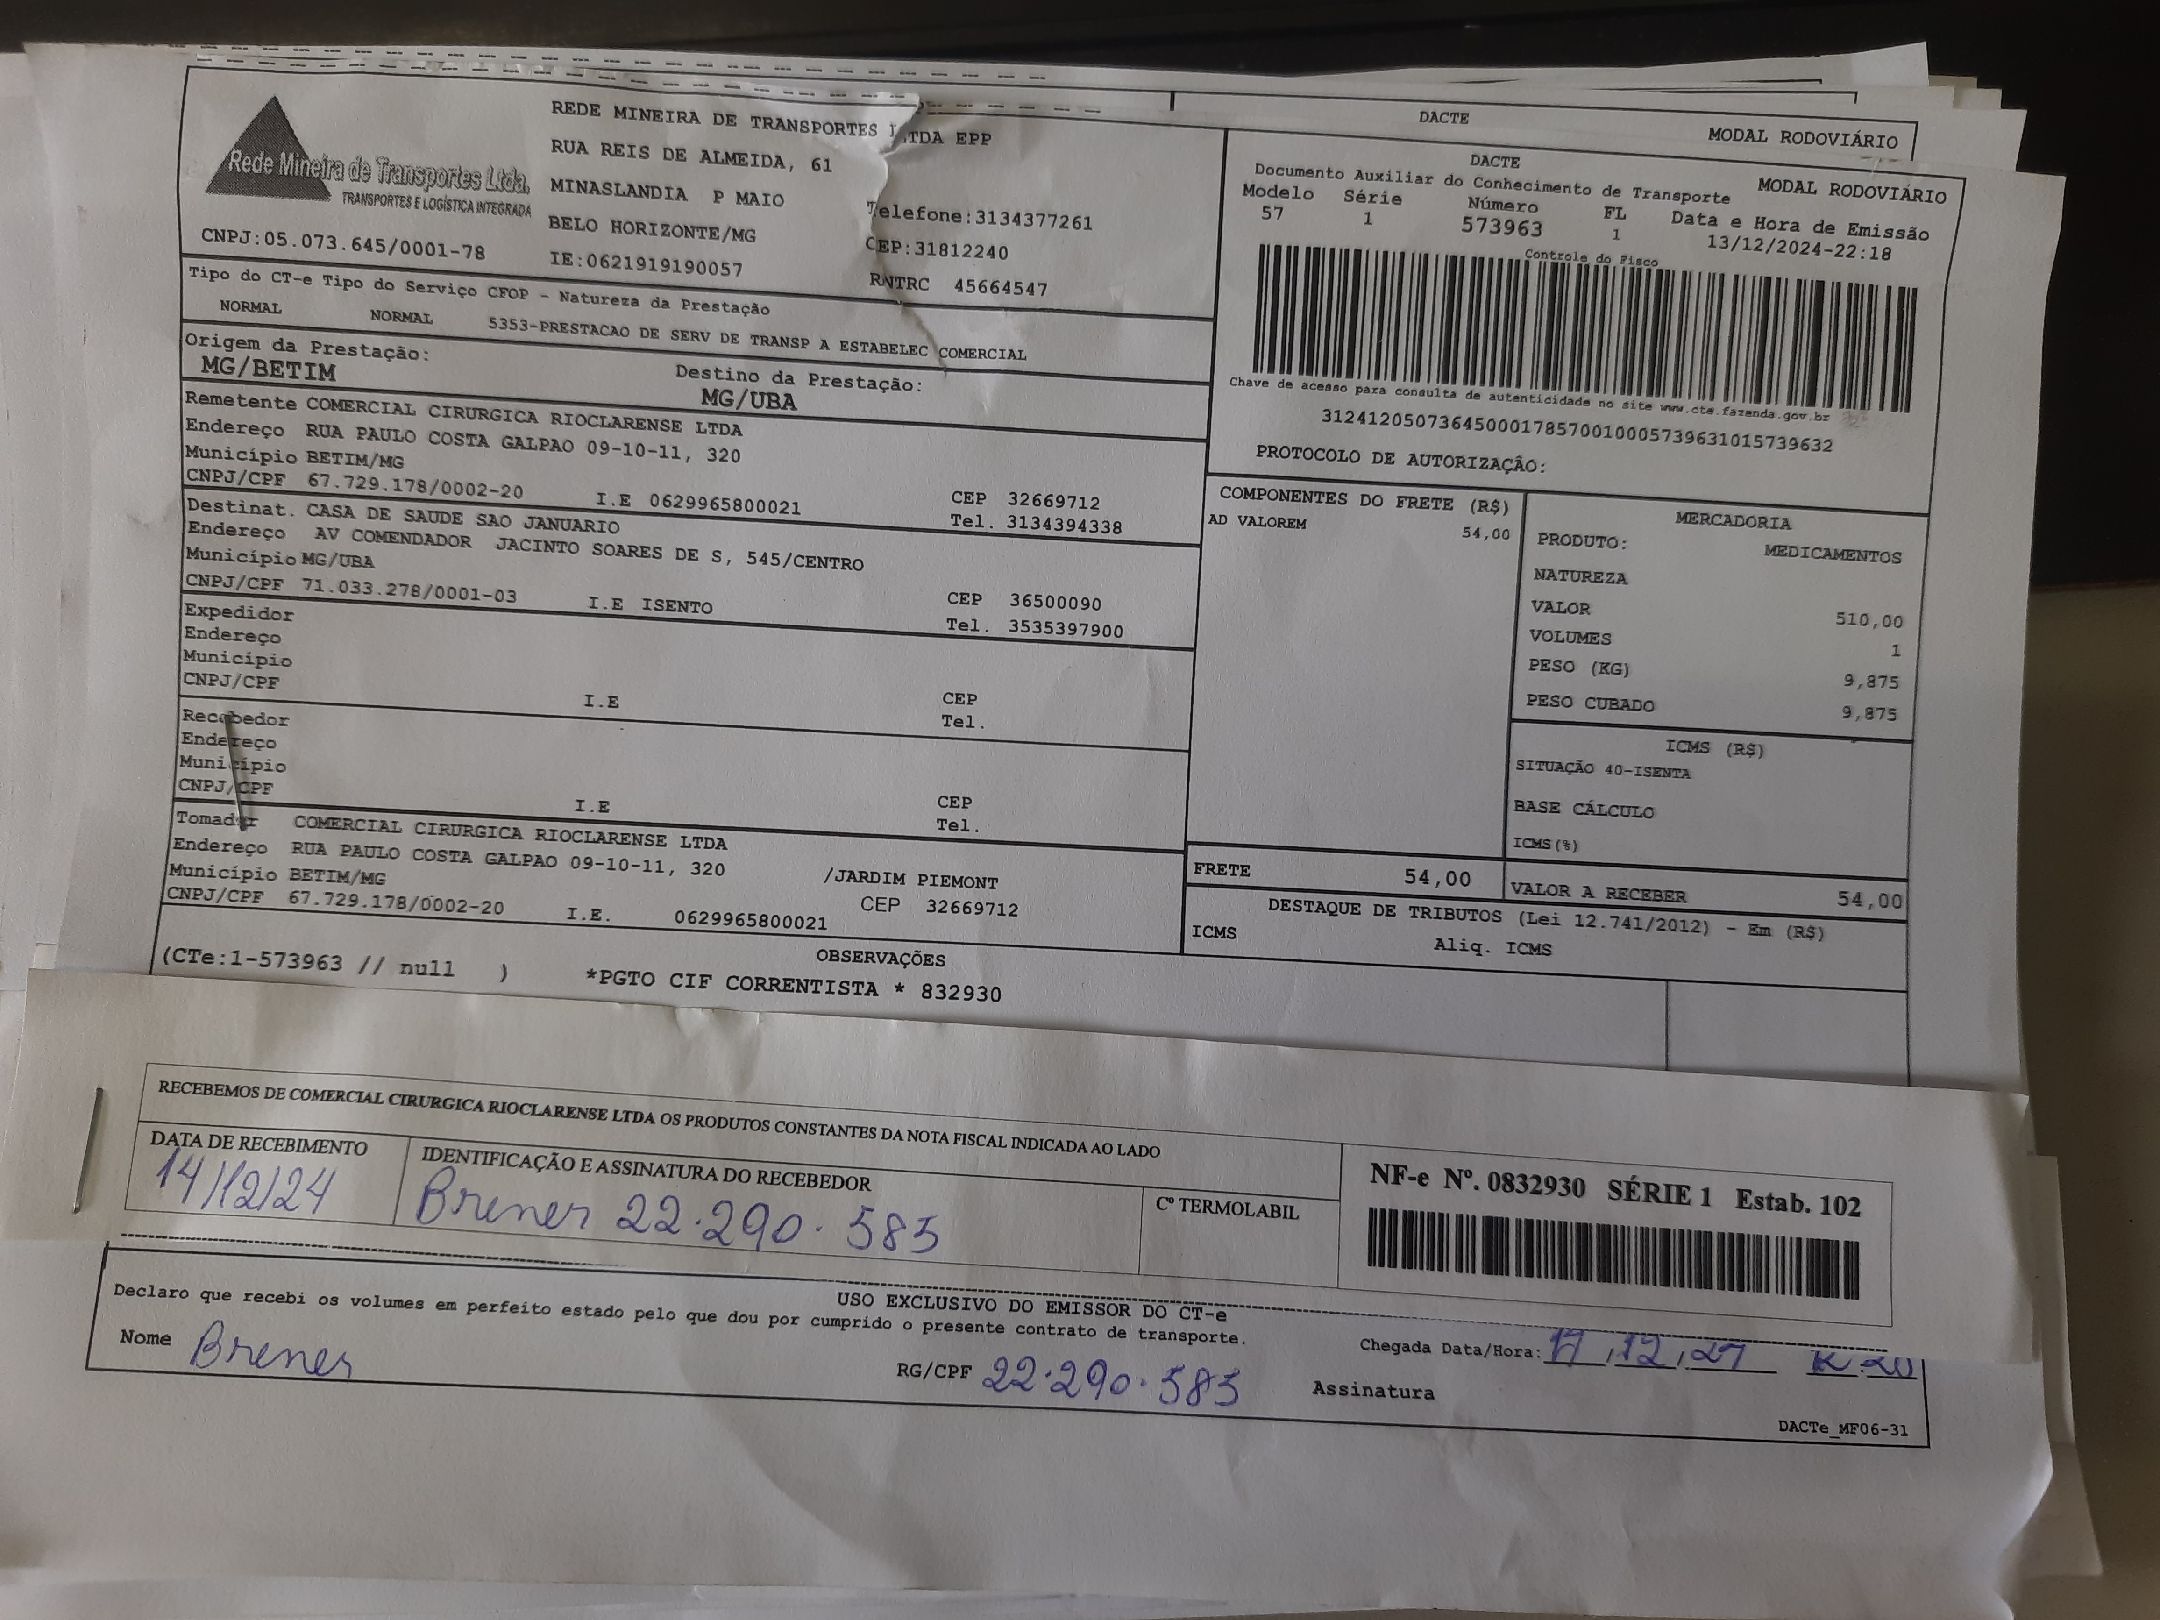 DACTE
MODAL RODOVIÁRIO
Rede Mineira de Transportes Ltda.
TRANSPORTES E LOGÍSTICA INTEGRADA
CNPJ:05.073.645/0001-78
REDE MINEIRA DE TRANSPORTES LTDA EPP
RUA REIS DE ALMEIDA, 61
MINASLANDIA P MAIO
Telefone:3134377261
BELO HORIZONTE/MG
CEP:31812240
IE:0621919190057
RNTRC 45664547
DACTE
MODAL RODOVIÁRIO
Documento Auxiliar do Conhecimento de Transporte
Modelo Série Número FL Data e Hora de Emissão
57 1 573963 1 13/12/2024-22:18
Controle do Fisco
Chave de acesso para consulta de autenticidade no site www.cte.fazenda.gov.br
31241205073645000178570010005739631015739632
PROTOCOLO DE AUTORIZAÇÃO:
Tipo do CT-e Tipo do Serviço CFOP - Natureza da Prestação
NORMAL NORMAL 5353-PRESTACAO DE SERV DE TRANSP A ESTABELEC COMERCIAL
Origem da Prestação: Destino da Prestação:
MG/BETIM MG/UBA
Remetente COMERCIAL CIRURGICA RIOCLARENSE LTDA
Endereço RUA PAULO COSTA GALPAO 09-10-11, 320
Município BETIM/MG CEP 32669712
CNPJ/CPF 67.729.178/0002-20 I.E 0629965800021 Tel. 3134394338
Destinat. CASA DE SAUDE SAO JANUARIO
Endereço AV COMENDADOR JACINTO SOARES DE S, 545/CENTRO
Município MG/UBA CEP 36500090
CNPJ/CPF 71.033.278/0001-03 I.E ISENTO Tel. 3535397900
Expedidor
Endereço
Município CEP
CNPJ/CPF I.E Tel.
Recebedor
Endereço
Município CEP
CNPJ/CPF I.E Tel.
Tomador COMERCIAL CIRURGICA RIOCLARENSE LTDA
Endereço RUA PAULO COSTA GALPAO 09-10-11, 320 /JARDIM PIEMONT
Município BETIM/MG CEP 32669712
CNPJ/CPF 67.729.178/0002-20 I.E. 0629965800021
COMPONENTES DO FRETE (R$)
AD VALOREM 54,00
MERCADORIA
PRODUTO: MEDICAMENTOS
NATUREZA
VALOR 510,00
VOLUMES 1
PESO (KG) 9,875
PESO CUBADO 9,875
ICMS (R$)
SITUAÇÃO 40-ISENTA
BASE CÁLCULO
ICMS(%)
FRETE 54,00 VALOR A RECEBER 54,00
DESTAQUE DE TRIBUTOS (Lei 12.741/2012) - Em (R$)
ICMS Aliq. ICMS
OBSERVAÇÕES
(CTe:1-573963 // null ) *PGTO CIF CORRENTISTA * 832930
RECEBEMOS DE COMERCIAL CIRURGICA RIOCLARENSE LTDA OS PRODUTOS CONSTANTES DA NOTA FISCAL INDICADA AO LADO
DATA DE RECEBIMENTO IDENTIFICAÇÃO E ASSINATURA DO RECEBEDOR
14/12/24 Brener 22.290.585
Cº TERMOLABIL
NF-e Nº. 0832930 SÉRIE 1 Estab. 102
USO EXCLUSIVO DO EMISSOR DO CT-e
Declaro que recebi os volumes em perfeito estado pelo que dou por cumprido o presente contrato de transporte.
Nome Brener RG/CPF 22.290.585
Chegada Data/Hora:
Assinatura
DACTe_MF06-31